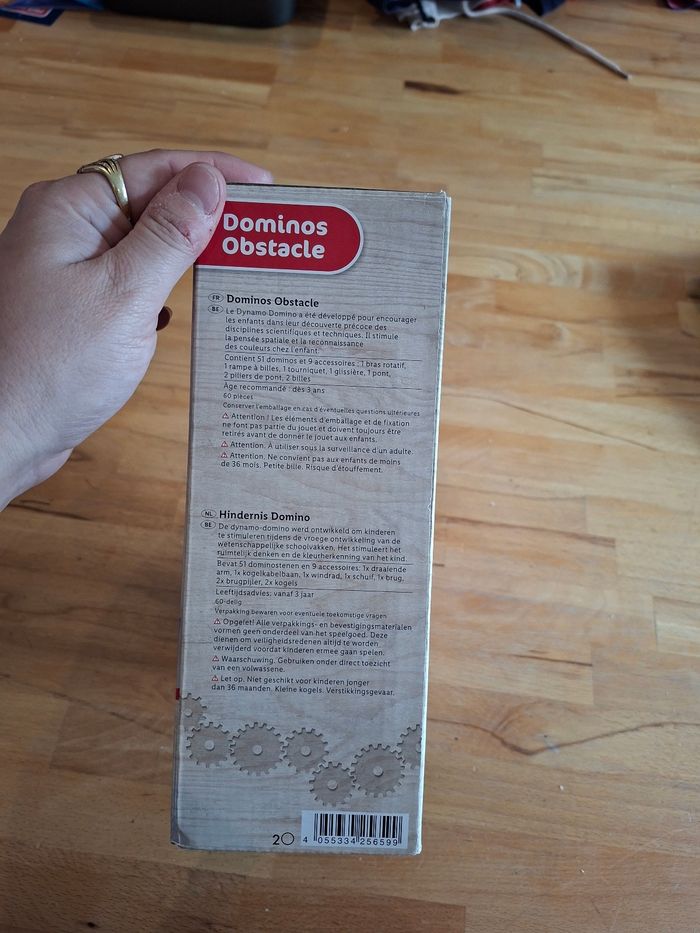 Dominos
Obstacle
FR Dominos Obstacle
BE Le Dynamo-Domino a été développé pour encourager
les enfants dans leur découverte précoce des
disciplines scientifiques et techniques. Il stimule
la pensée spatiale et la reconnaissance
des couleurs chez l'enfant.
Contient 51 dominos et 9 accessoires : 1 bras rotatif,
1 rampe à billes, 1 tourniquet, 1 glissière, 1 pont,
2 piliers de pont, 2 billes
Âge recommandé : dès 3 ans
60 pièces
Conserver l'emballage en cas d'éventuelles questions ultérieures
Attention ! Les éléments d'emballage et de fixation
ne font pas partie du jouet et doivent toujours être
retirés avant de donner le jouet aux enfants.
Attention. À utiliser sous la surveillance d'un adulte.
Attention. Ne convient pas aux enfants de moins
de 36 mois. Petite bille. Risque d'étouffement.
NL Hindernis Domino
BE De dynamo-domino werd ontwikkeld om kinderen
te stimuleren tijdens de vroege ontwikkeling van de
wetenschappelijke schoolvakken. Het stimuleert het
ruimtelijk denken en de kleurherkenning van het kind.
Bevat 51 dominostenen en 9 accessoires: 1x draaiende
arm, 1x kogelkabelbaan, 1x windrad, 1x schuif, 1x brug,
2x brugpijler, 2x kogels
Leeftijdsadvies: vanaf 3 jaar
60-delig
Verpakking bewaren voor eventuele toekomstige vragen
Opgelet! Alle verpakkings- en bevestigingsmaterialen
vormen geen onderdeel van het speelgoed. Deze
dienen om veiligheidsredenen altijd te worden
verwijderd voordat kinderen ermee gaan spelen.
Waarschuwing. Gebruiken onder direct toezicht
van een volwassene.
Let op. Niet geschikt voor kinderen jonger
dan 36 maanden. Kleine kogels. Verstikkingsgevaar.
2
4 055334 256599